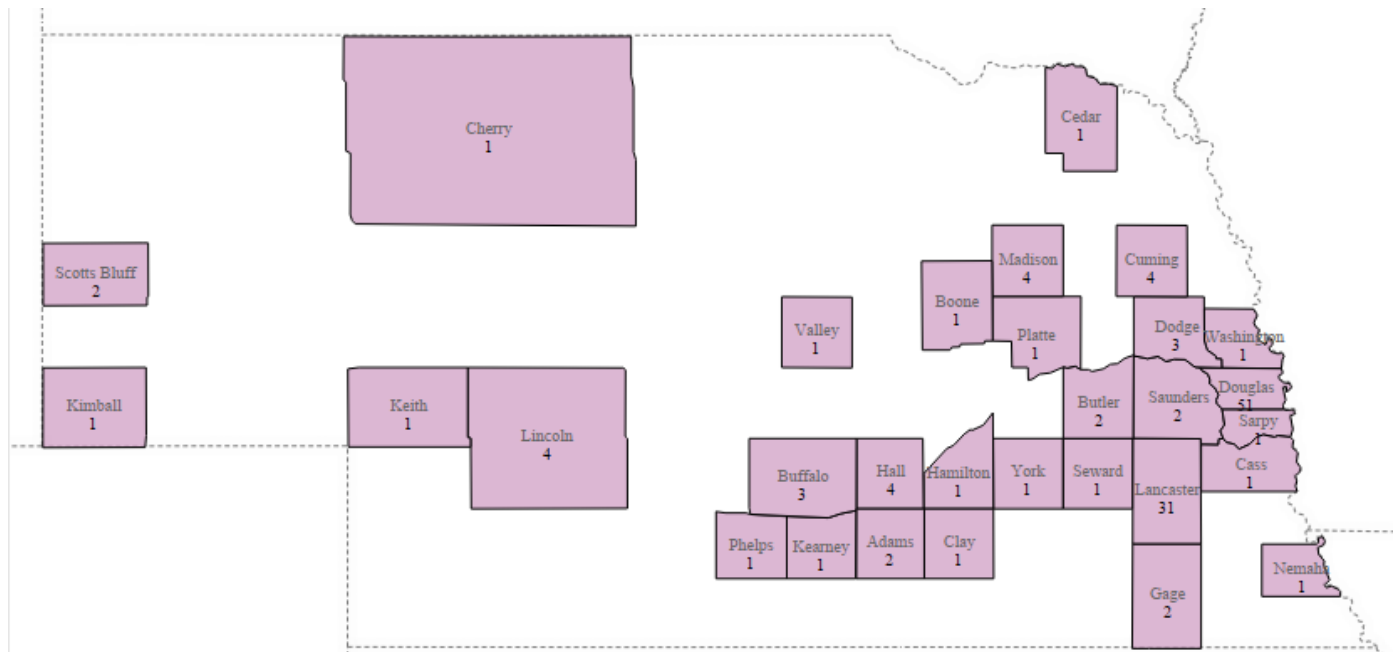 Cherry
1
Cedar
1
Scotts Bluff
2
Madison
4
Cuming
4
Boone
1
Valley
1
Platte
1
Dodge
3
Washington
1
Kimball
1
Keith
1
Lincoln
4
Butler
2
Saunders
2
Douglas
51
Sarpy
1
Buffalo
3
Hall
4
Hamilton
1
York
1
Seward
1
Lancaster
31
Cass
1
Phelps
1
Kearney
1
Adams
2
Clay
1
Gage
2
Nemaha
1